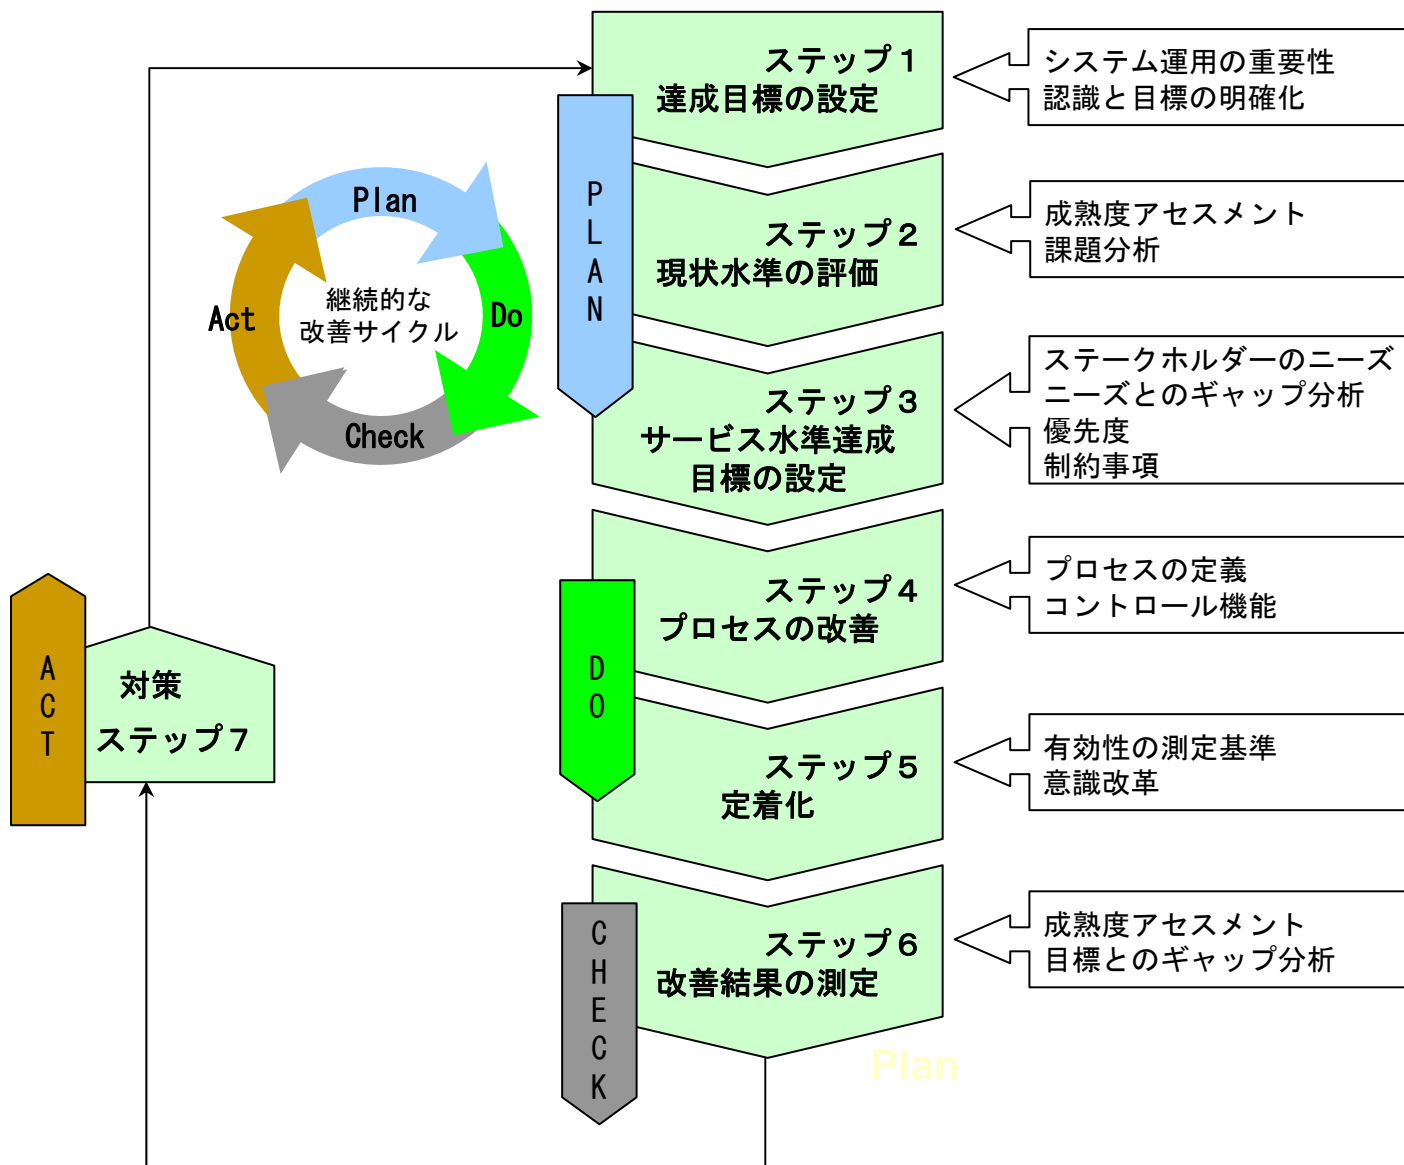 ステップ１
達成目標の設定
システム運用の重要性
認識と目標の明確化
PLAN
ステップ２
現状水準の評価
成熟度アセスメント
課題分析
Plan
Do
Check
Act
継続的な
改善サイクル
ステップ３
サービス水準達成
目標の設定
ステークホルダーのニーズ
ニーズとのギャップ分析
優先度
制約事項
DO
ステップ４
プロセスの改善
プロセスの定義
コントロール機能
ステップ５
定着化
有効性の測定基準
意識改革
CHECK
ステップ６
改善結果の測定
成熟度アセスメント
目標とのギャップ分析
Plan
ACT
対策
ステップ７